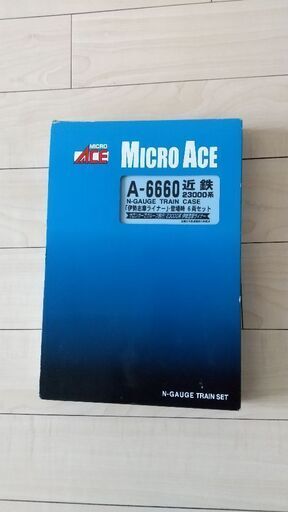 MICRO
ACE
MICRO ACE
A-6660 近鉄
23000系
N-GAUGE TRAIN CASE
「伊勢志摩ライナー」・登場時 6両セット
N-GAUGE TRAIN SET